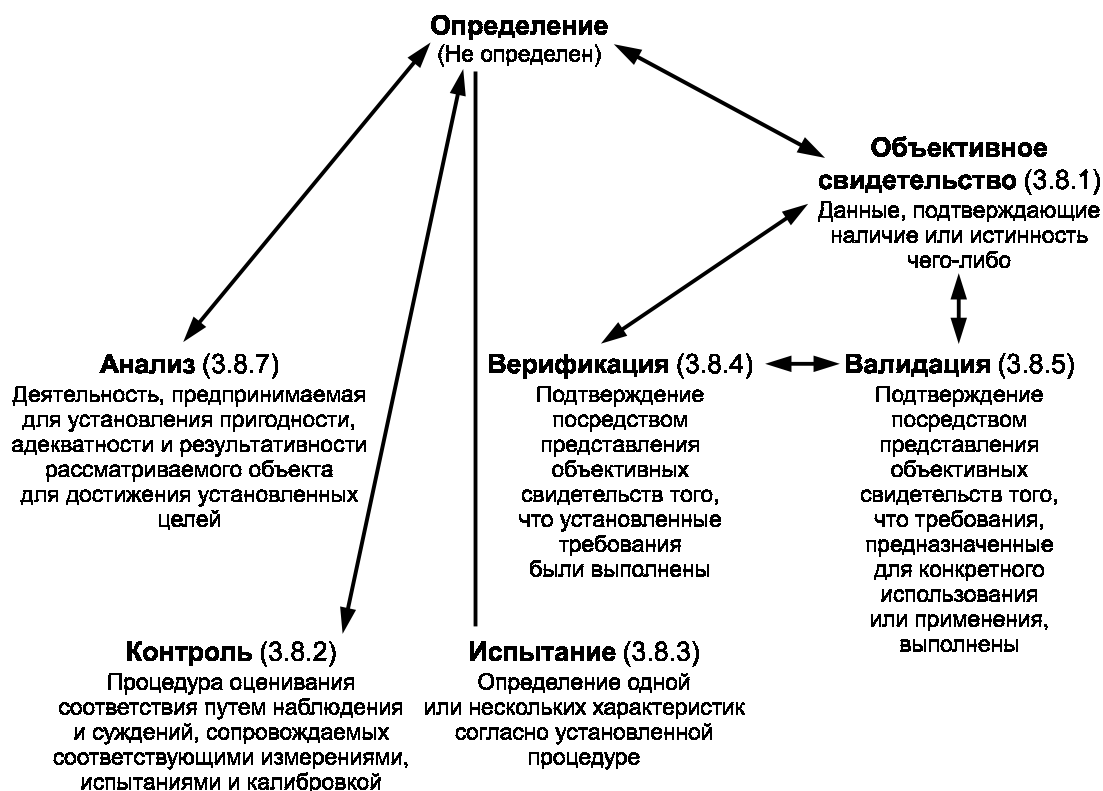 Определение
(Не определен)
Объективное
свидетельство (3.8.1)
Данные, подтверждающие
наличие или истинность
чего-либо
Анализ (3.8.7)
Деятельность, предпринимаемая
для установления пригодности,
адекватности и результативности
рассматриваемого объекта
для достижения установленных
целей
Верификация (3.8.4)
Подтверждение
посредством
представления
объективных
свидетельств того,
что установленные
требования
были выполнены
Валидация (3.8.5)
Подтверждение
посредством
представления
объективных
свидетельств того,
что требования,
предназначенные
для конкретного
использования
или применения,
выполнены
Контроль (3.8.2)
Процедура оценивания
соответствия путем наблюдения
и суждений, сопровождаемых
соответствующими измерениями,
испытаниями и калибровкой
Испытание (3.8.3)
Определение одной
или нескольких характеристик
согласно установленной
процедуре